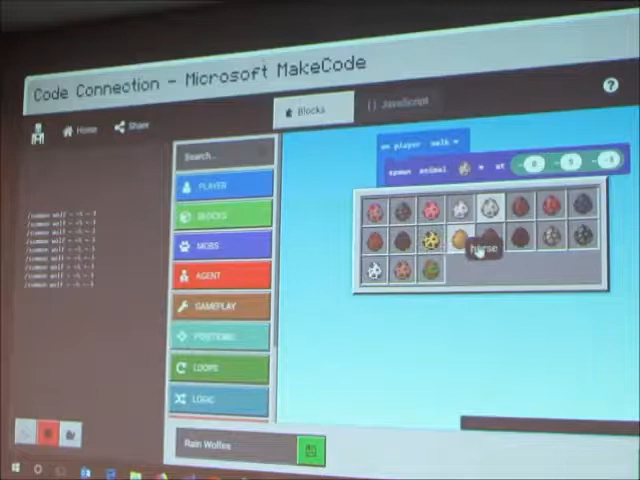 Code Connection - Microsoft MakeCode
Home
Share
Blocks
{} JavaScript
?
Search...
PLAYER
BLOCKS
MOBS
AGENT
GAMEPLAY
POSITIONS
LOOPS
LOGIC
on player walk
spawn animal at
horse
Rain Wolfes